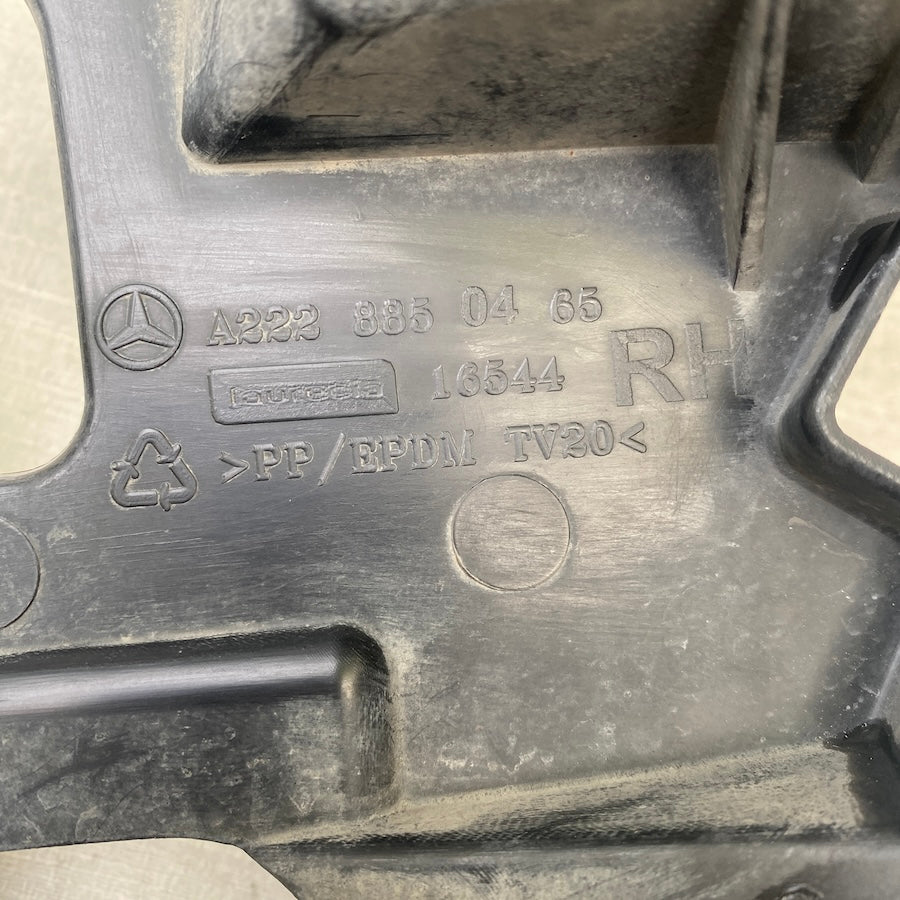 A222 885 04 65
RH
faurecia 16544
>PP/EPDM TV20<